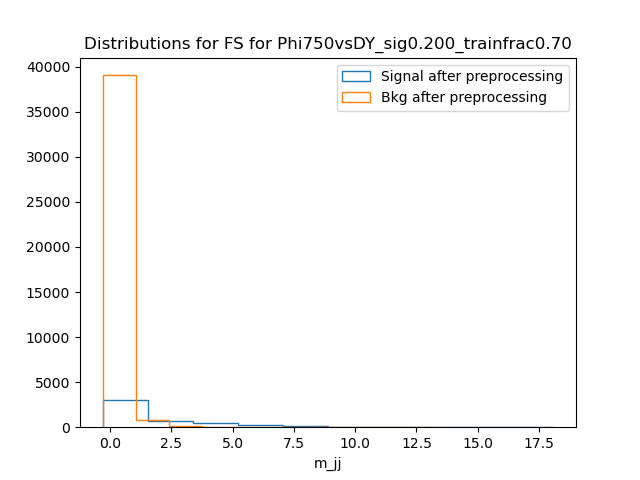 Distributions for FS for Phi750vsDY_sig0.200_trainfrac0.70
40000
35000
30000
25000
20000
15000
10000
5000
0
Signal after preprocessing
Bkg after preprocessing
0.0 2.5 5.0 7.5 10.0 12.5 15.0 17.5
m_jj